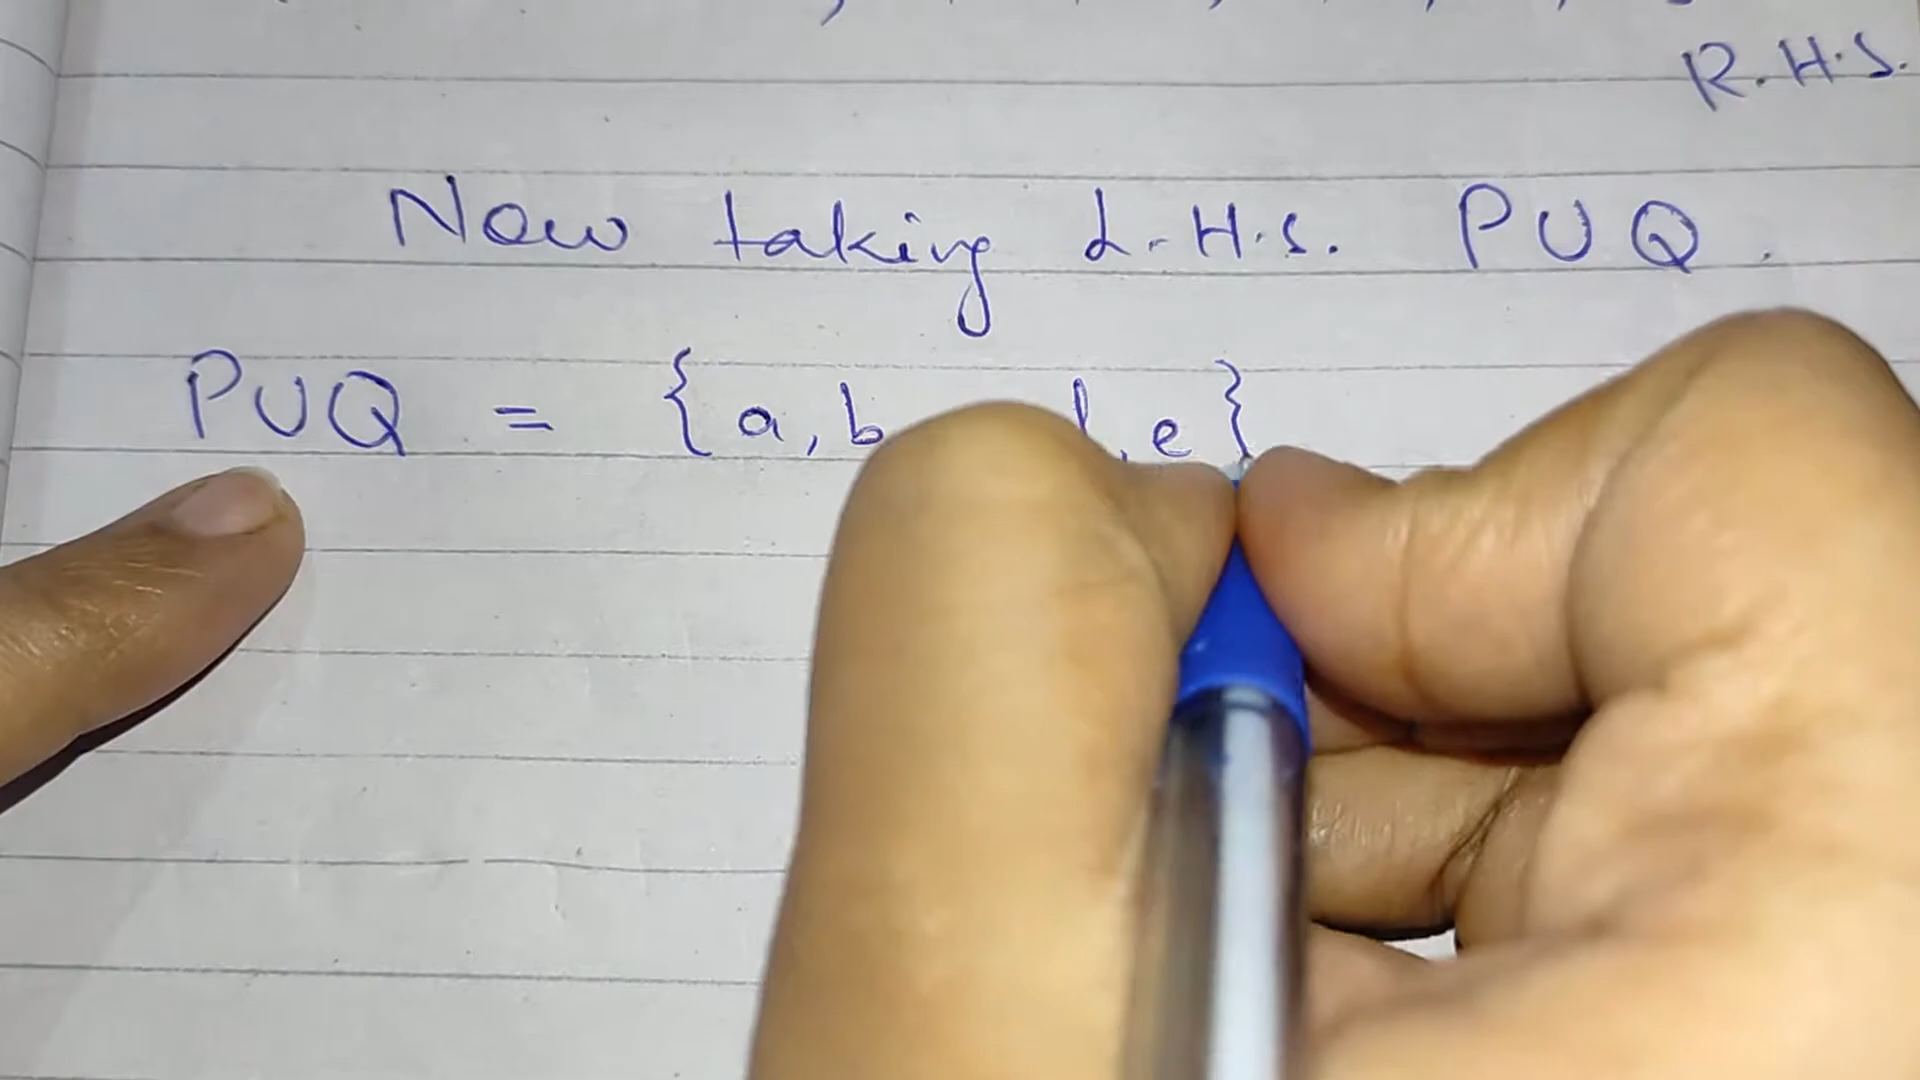 R.H.S.
Now taking L.H.S. PUQ.
PUQ = {a, b , e}